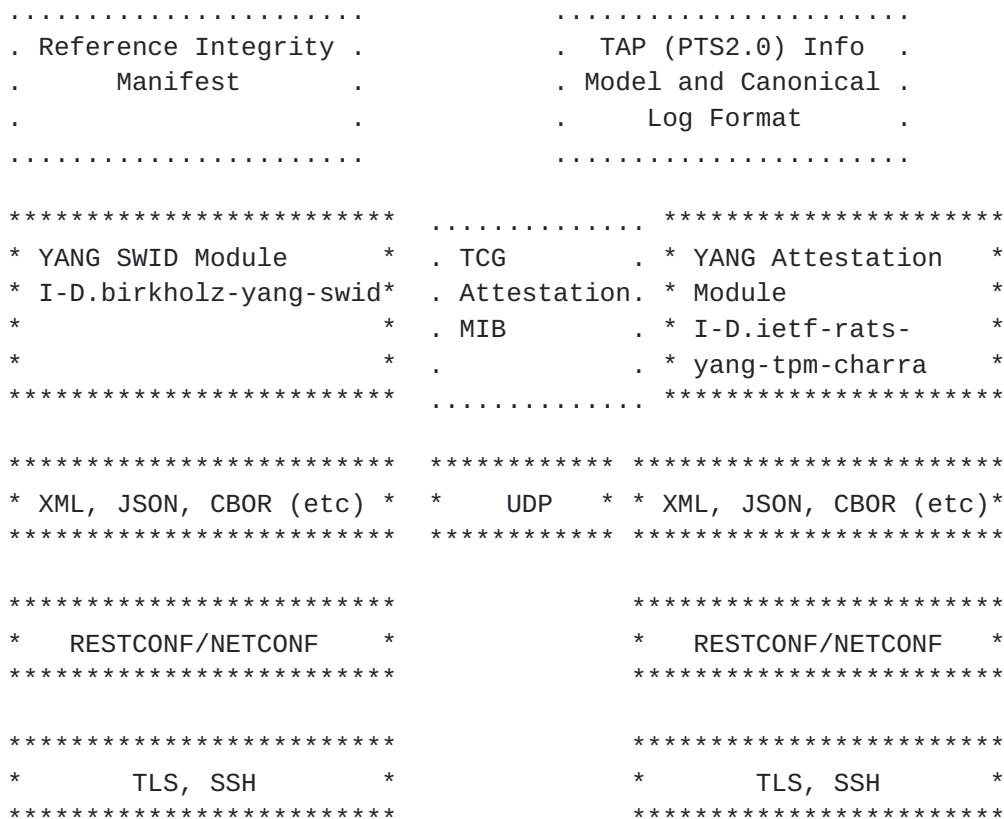 .......................            .......................
. Reference Integrity .            .  TAP (PTS2.0) Info  .
.      Manifest       .            . Model and Canonical .
.                     .            .     Log Format      .
.......................            .......................

*************************  .............. **********************
* YANG SWID Module      *  . TCG        . * YANG Attestation   *
* I-D.birkholz-yang-swid*  . Attestation. * Module             *
*                       *  . MIB        . * I-D.ietf-rats-     *
*                       *  .            . * yang-tpm-charra    *
*************************  .............. **********************

*************************  ************ ************************
* XML, JSON, CBOR (etc) *  *    UDP   * * XML, JSON, CBOR (etc)*
*************************  ************ ************************

*************************               ************************
*   RESTCONF/NETCONF    *               *   RESTCONF/NETCONF   *
*************************               ************************

*************************               ************************
*       TLS, SSH        *               *       TLS, SSH       *
*************************               ************************